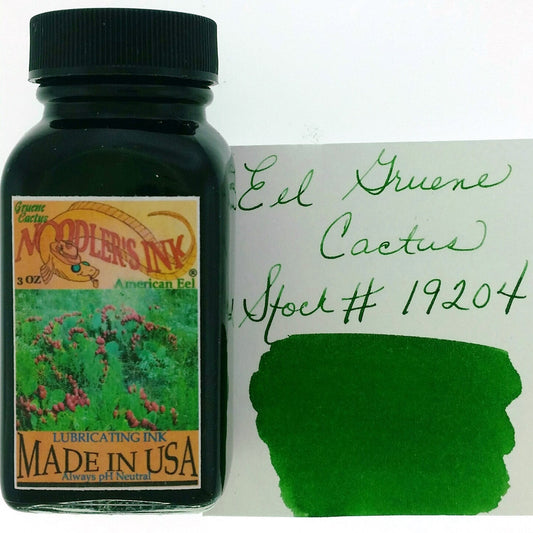 Gruene
Cactus
NOODLER'S INK
3 OZ
American Eel®
LUBRICATING INK
MADE IN USA
Always pH Neutral
Eel Gruene
Cactus
Stock # 19204